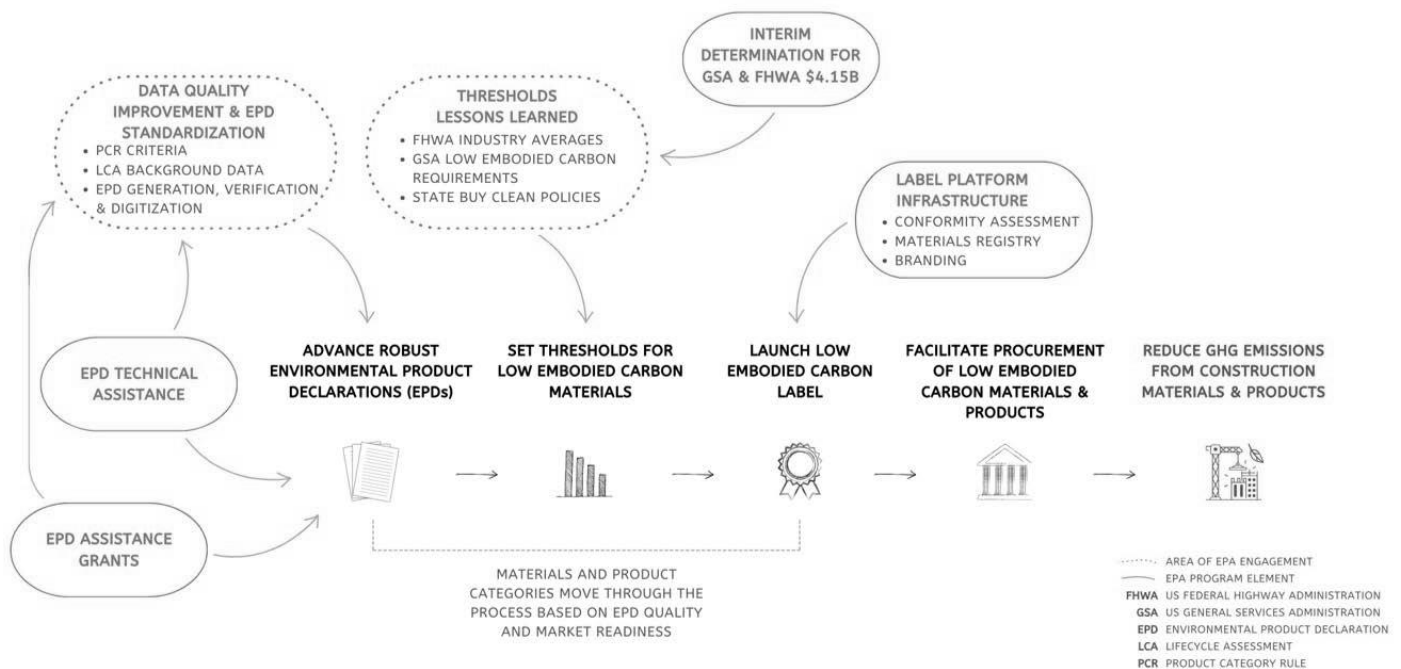 INTERIM
DETERMINATION FOR
GSA & FHWA $4.15B
DATA QUALITY
IMPROVEMENT & EPD
STANDARDIZATION
• PCR CRITERIA
• LCA BACKGROUND DATA
• EPD GENERATION, VERIFICATION
& DIGITIZATION
THRESHOLDS
LESSONS LEARNED
• FHWA INDUSTRY AVERAGES
• GSA LOW EMBODIED CARBON
REQUIREMENTS
• STATE BUY CLEAN POLICIES
LABEL PLATFORM
INFRASTRUCTURE
• CONFORMITY ASSESSMENT
• MATERIALS REGISTRY
• BRANDING
EPD TECHNICAL
ASSISTANCE
EPD ASSISTANCE
GRANTS
ADVANCE ROBUST
ENVIRONMENTAL PRODUCT
DECLARATIONS (EPDs)
SET THRESHOLDS FOR
LOW EMBODIED CARBON
MATERIALS
LAUNCH LOW
EMBODIED CARBON
LABEL
FACILITATE PROCUREMENT
OF LOW EMBODIED
CARBON MATERIALS &
PRODUCTS
REDUCE GHG EMISSIONS
FROM CONSTRUCTION
MATERIALS & PRODUCTS
MATERIALS AND PRODUCT
CATEGORIES MOVE THROUGH THE
PROCESS BASED ON EPD QUALITY
AND MARKET READINESS
AREA OF EPA ENGAGEMENT
EPA PROGRAM ELEMENT
FHWA US FEDERAL HIGHWAY ADMINISTRATION
GSA US GENERAL SERVICES ADMINISTRATION
EPD ENVIRONMENTAL PRODUCT DECLARATION
LCA LIFECYCLE ASSESSMENT
PCR PRODUCT CATEGORY RULE